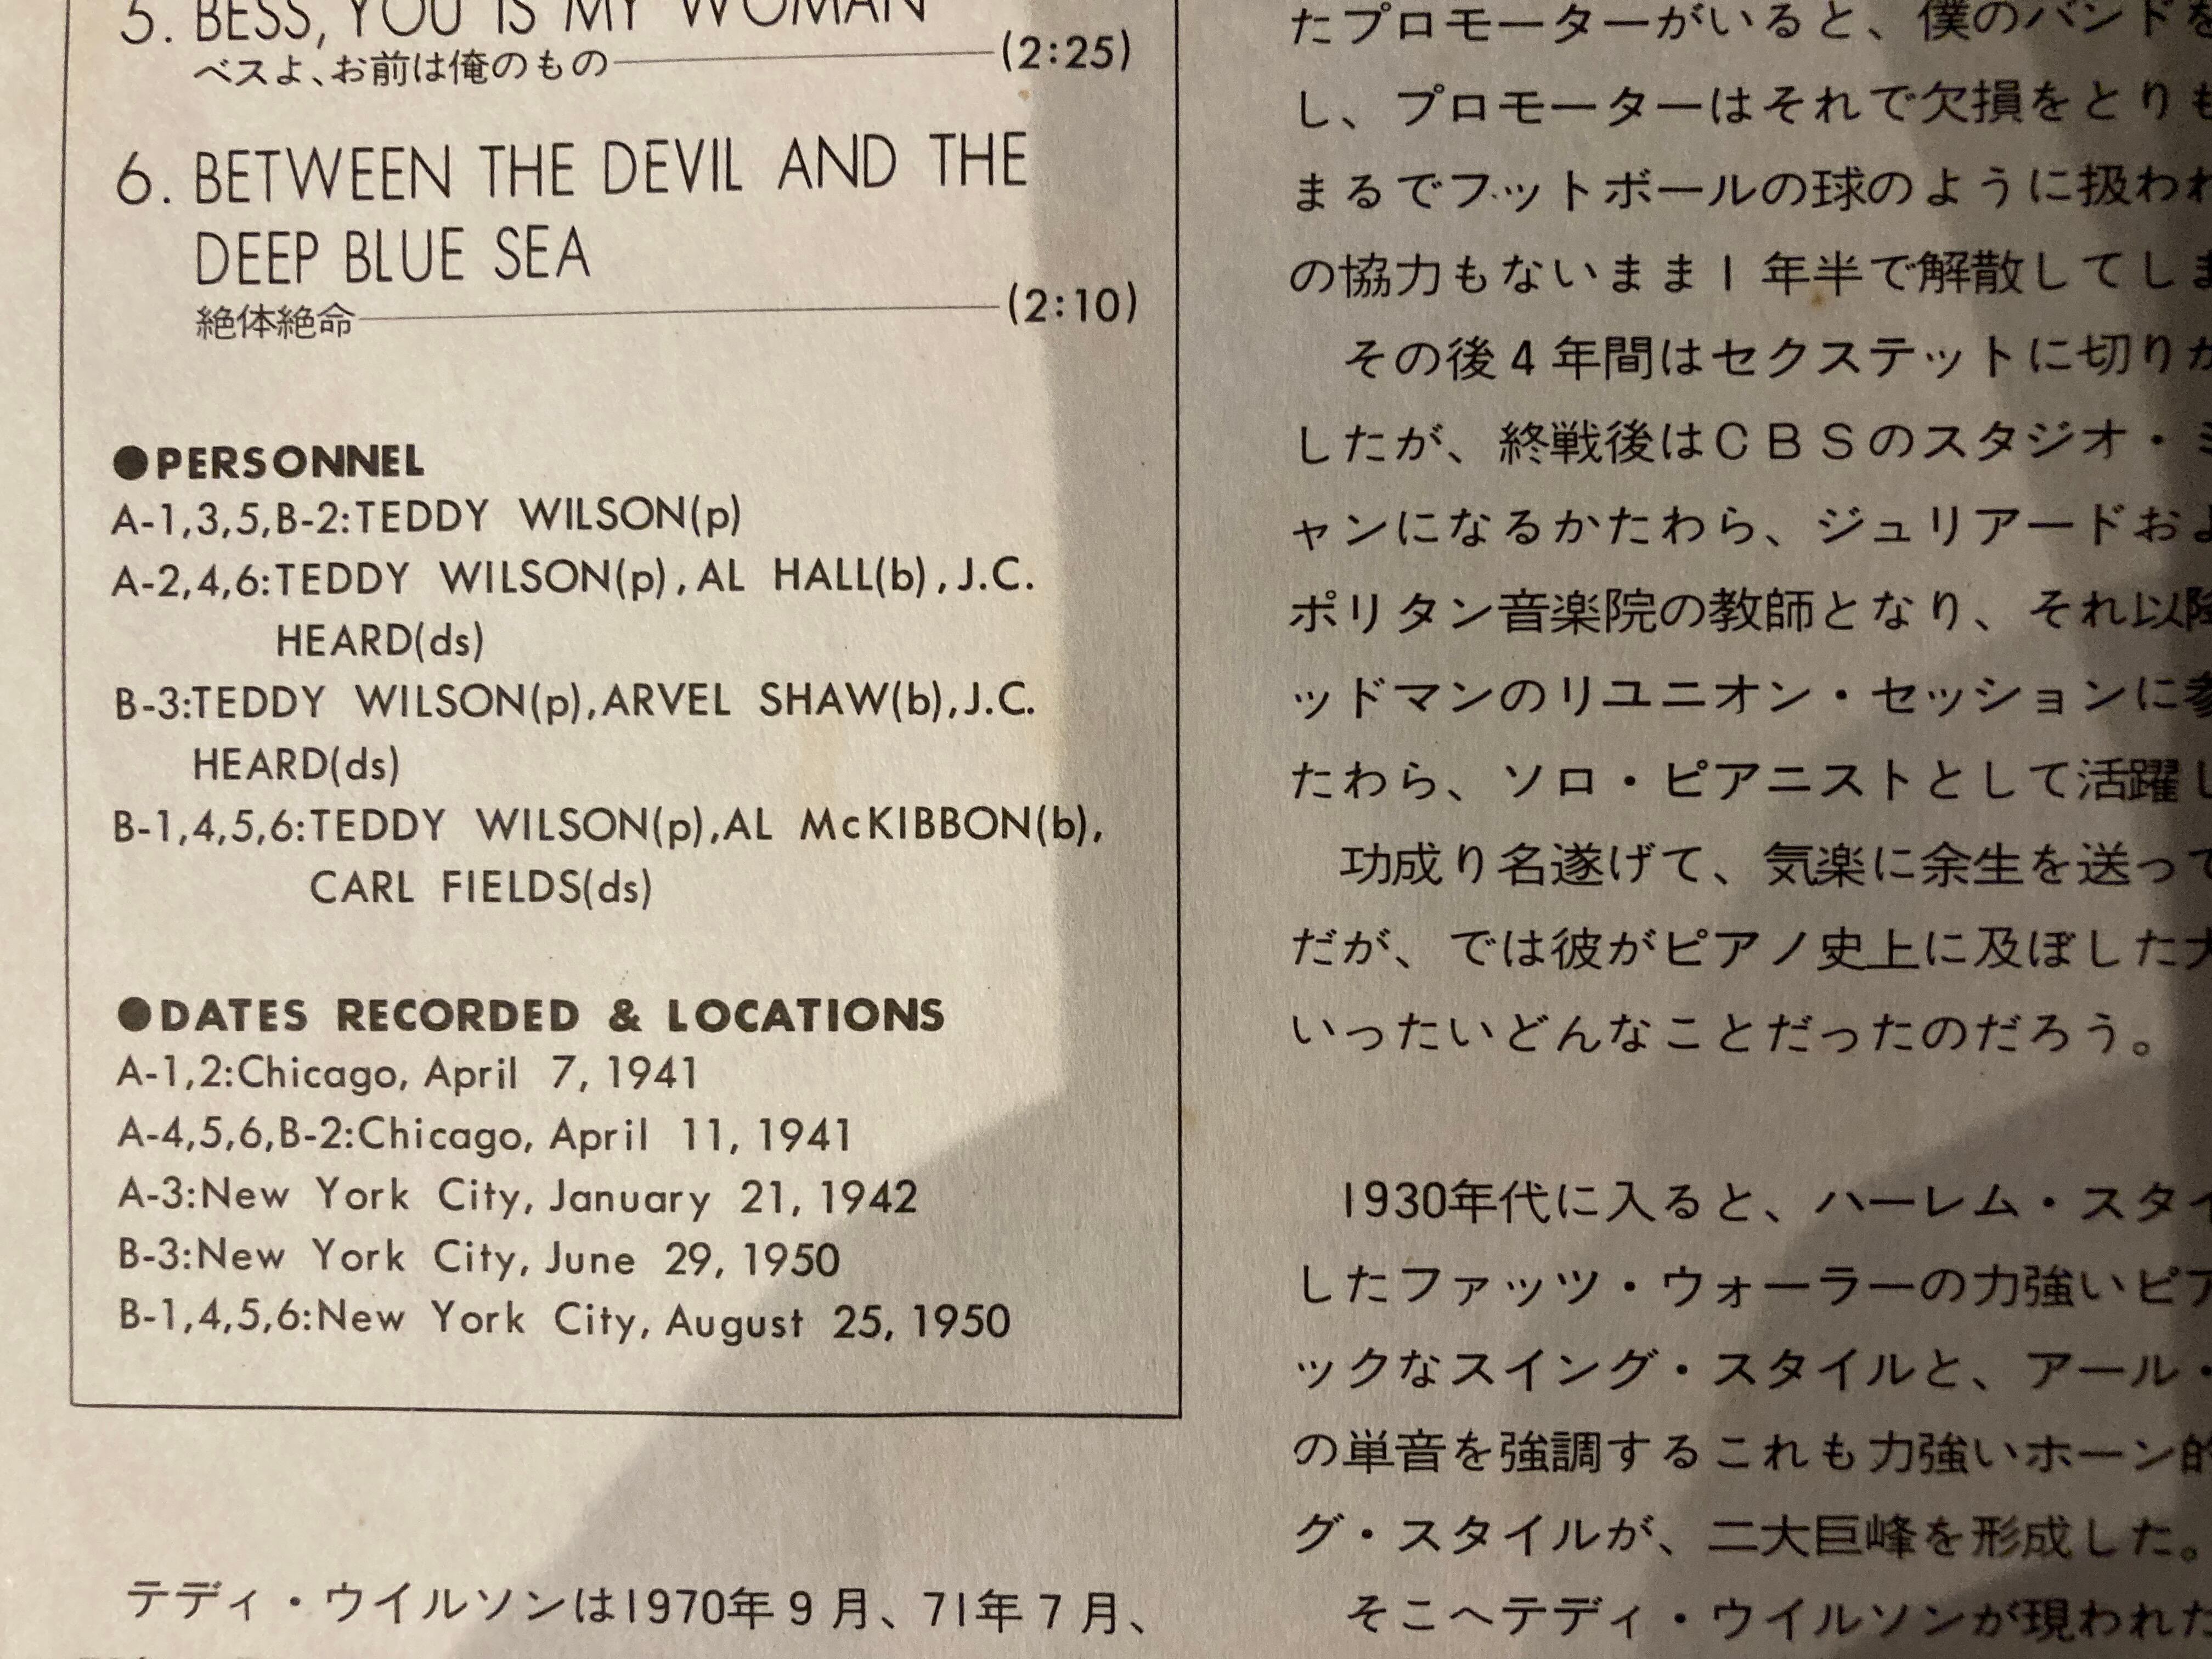 5. BESS, YOU IS MY WOMAN
ベスよ、お前は俺のもの (2:25)
6. BETWEEN THE DEVIL AND THE
DEEP BLUE SEA
絶体絶命 (2:10)
●PERSONNEL
A-1,3,5,B-2:TEDDY WILSON(p)
A-2,4,6:TEDDY WILSON(p),AL HALL(b),J.C.
HEARD(ds)
B-3:TEDDY WILSON(p),ARVEL SHAW(b),J.C.
HEARD(ds)
B-1,4,5,6:TEDDY WILSON(p),AL McKIBBON(b),
CARL FIELDS(ds)
●DATES RECORDED & LOCATIONS
A-1,2:Chicago, April 7, 1941
A-4,5,6,B-2:Chicago, April 11, 1941
A-3:New York City, January 21, 1942
B-3:New York City, June 29, 1950
B-1,4,5,6:New York City, August 25, 1950
テディ・ウイルソンは1970年9月、71年7月、
たプロモーターがいると、僕のバンドを
し、プロモーターはそれで欠損をとりも
まるでフットボールの球のように扱われ
の協力もないまま1年半で解散してしま
その後4年間はセクステットに切りか
したが、終戦後はCBSのスタジオ・ミ
ャンになるかたわら、ジュリアードおよ
ポリタン音楽院の教師となり、それ以降
ッドマンのリユニオン・セッションに参
たわら、ソロ・ピアニストとして活躍し
功成り名遂げて、気楽に余生を送って
だが、では彼がピアノ史上に及ぼした大
いったいどんなことだったのだろう。
1930年代に入ると、ハーレム・スタイ
したファッツ・ウォーラーの力強いピア
ックなスイング・スタイルと、アール・
の単音を強調するこれも力強いホーン的
グ・スタイルが、二大巨峰を形成した。
そこへテディ・ウイルソンが現われた